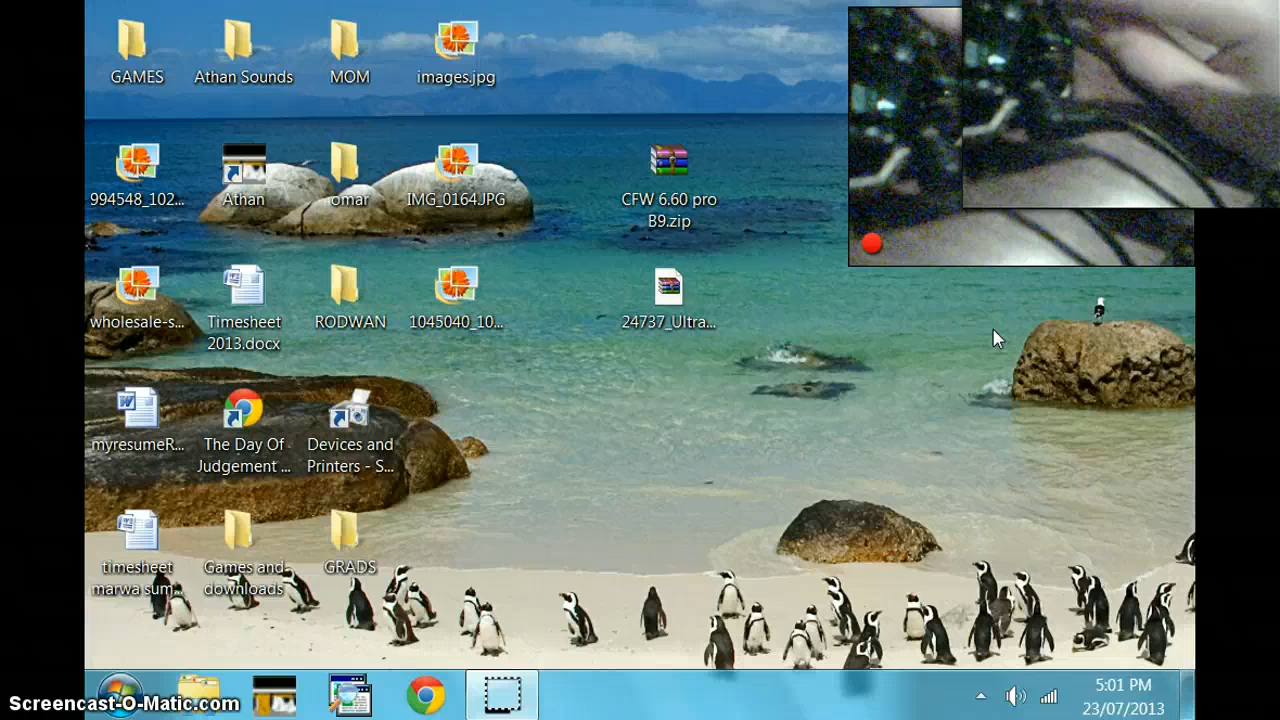 GAMES
Athan Sounds
MOM
images.jpg
994548_102...
Athan
omar
IMG_0164.JPG
CFW 6.60 pro
B9.zip
wholesale-s...
Timesheet
2013.docx
RODWAN
1045040_10...
24737_Ultra...
myresumeR...
The Day Of
Judgement ...
Devices and
Printers - S...
timesheet
marwa sum...
Games and
downloads
GRADS
Screencast-O-Matic.com
5:01 PM
23/07/2013